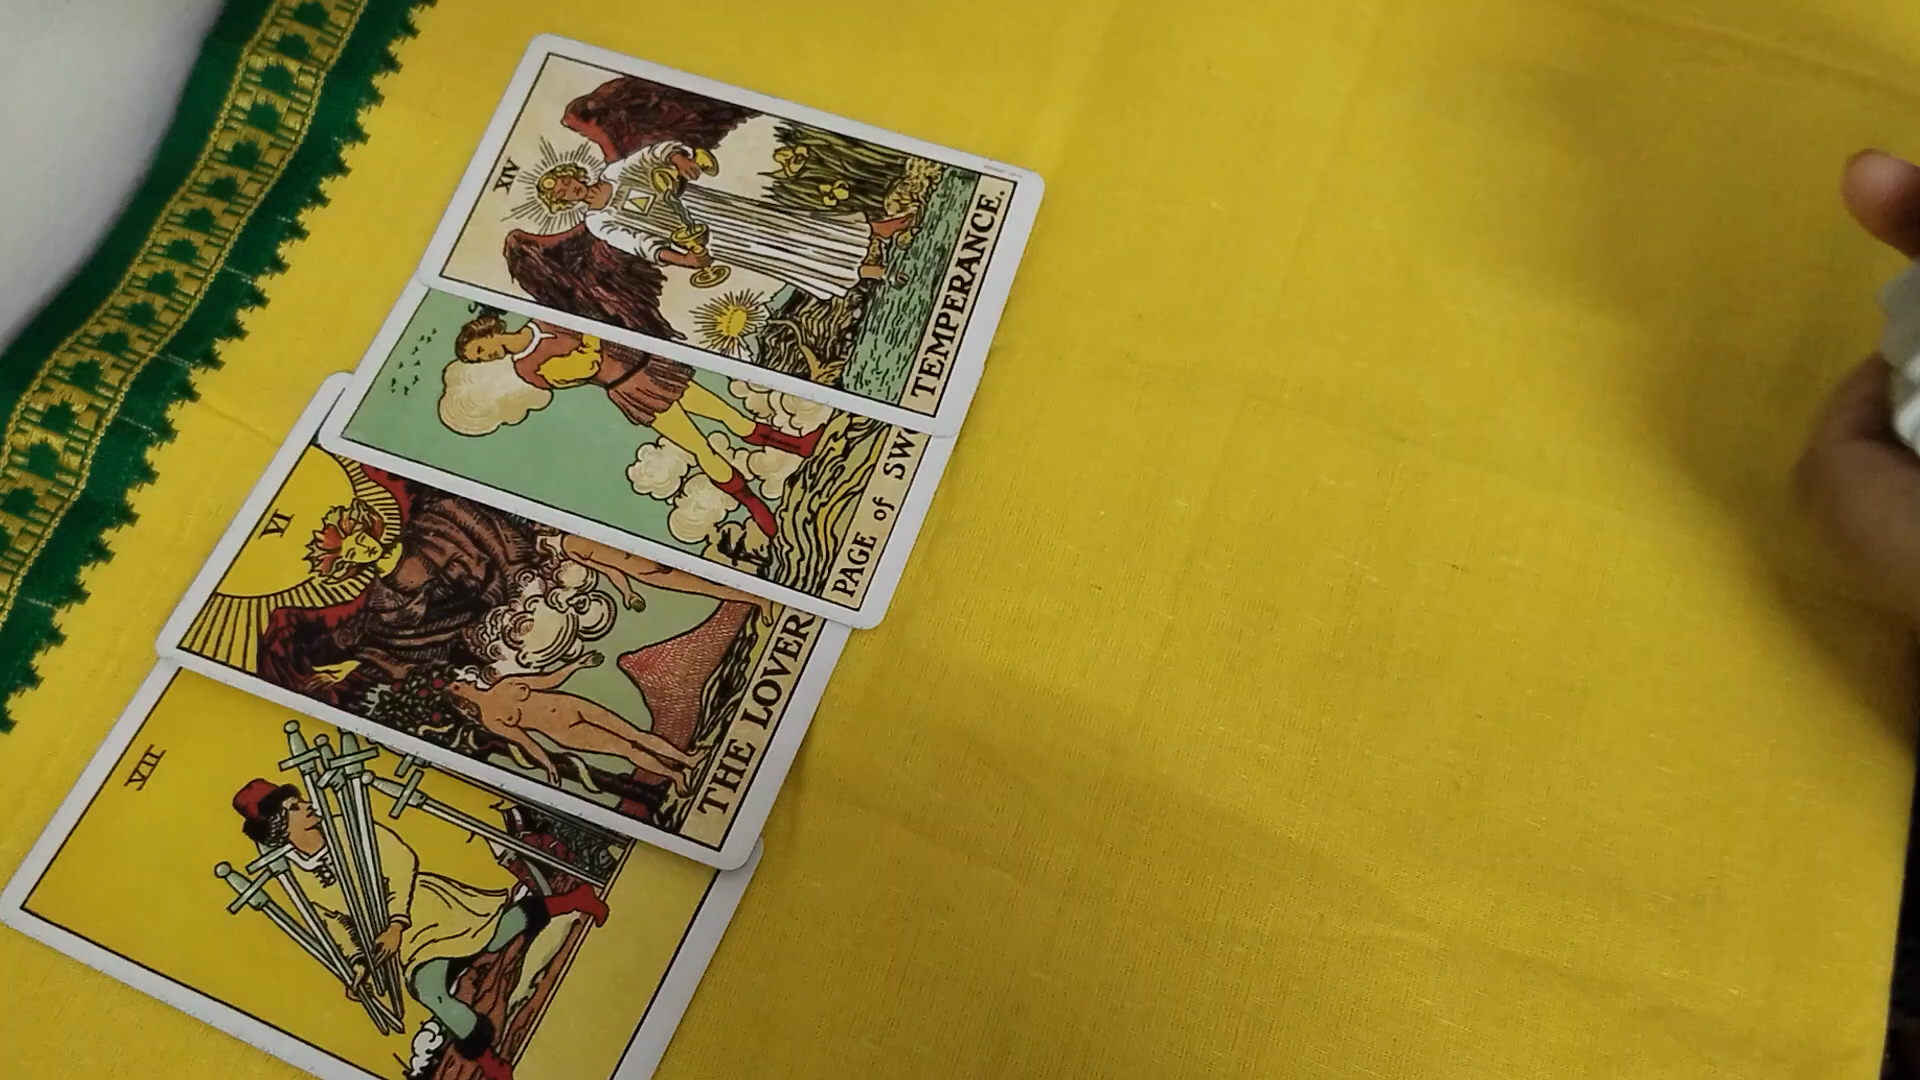 XIV
TEMPERANCE.
PAGE of SW
VI
THE LOVER
VII